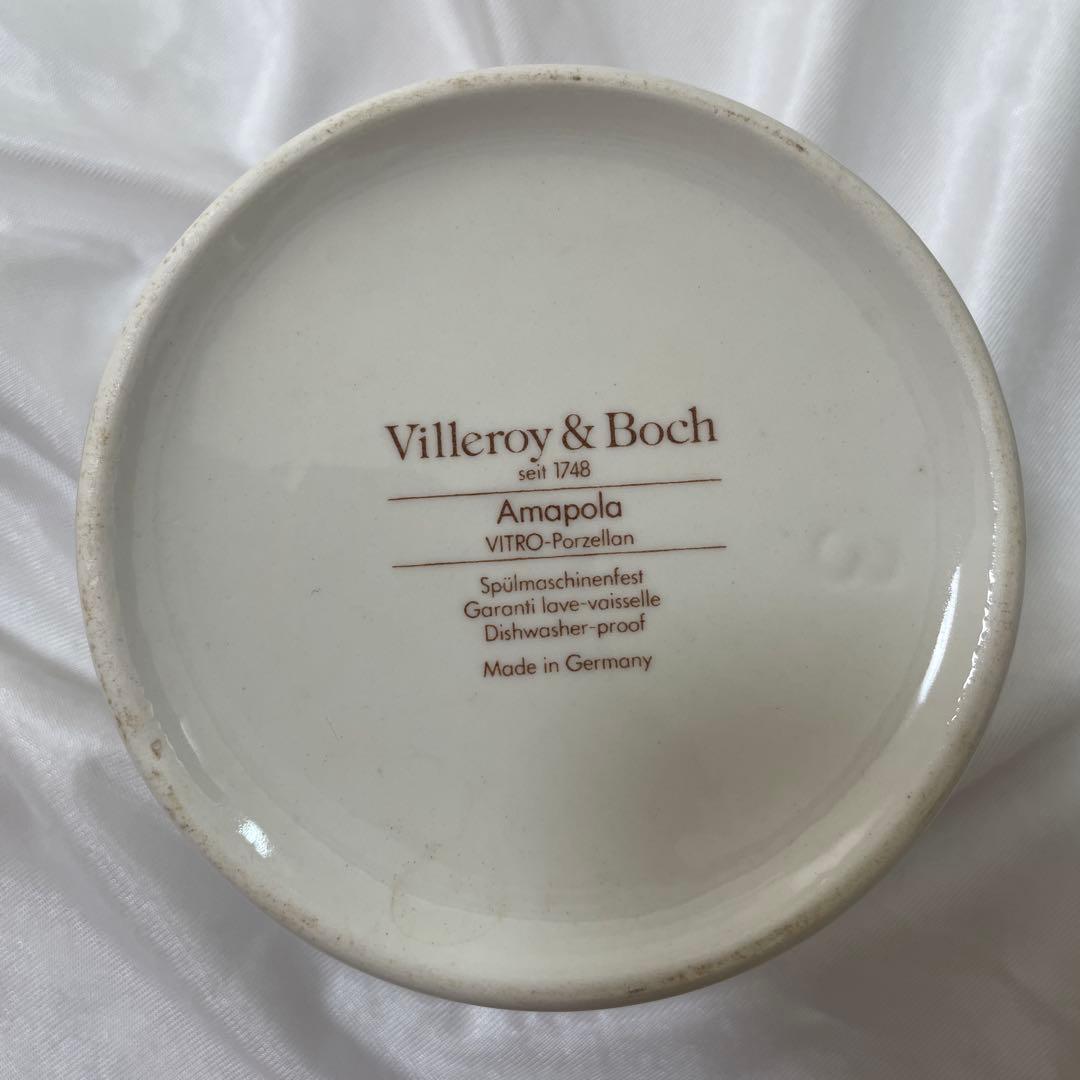 Villeroy & Boch
seit 1748
Amapola
VITRO-Porzellan
Spülmaschinenfest
Garanti lave-vaisselle
Dishwasher-proof
Made in Germany